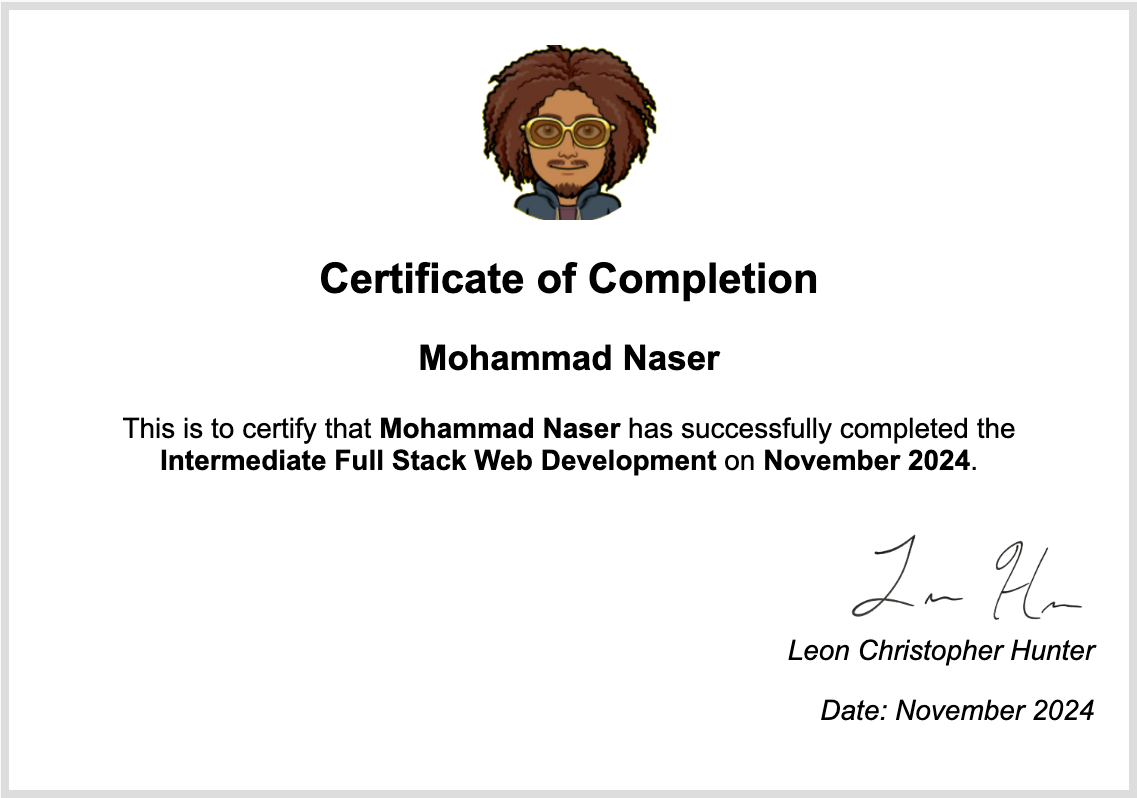 Certificate of Completion
Mohammad Naser
This is to certify that Mohammad Naser has successfully completed the
Intermediate Full Stack Web Development on November 2024.
Leon Christopher Hunter
Date: November 2024